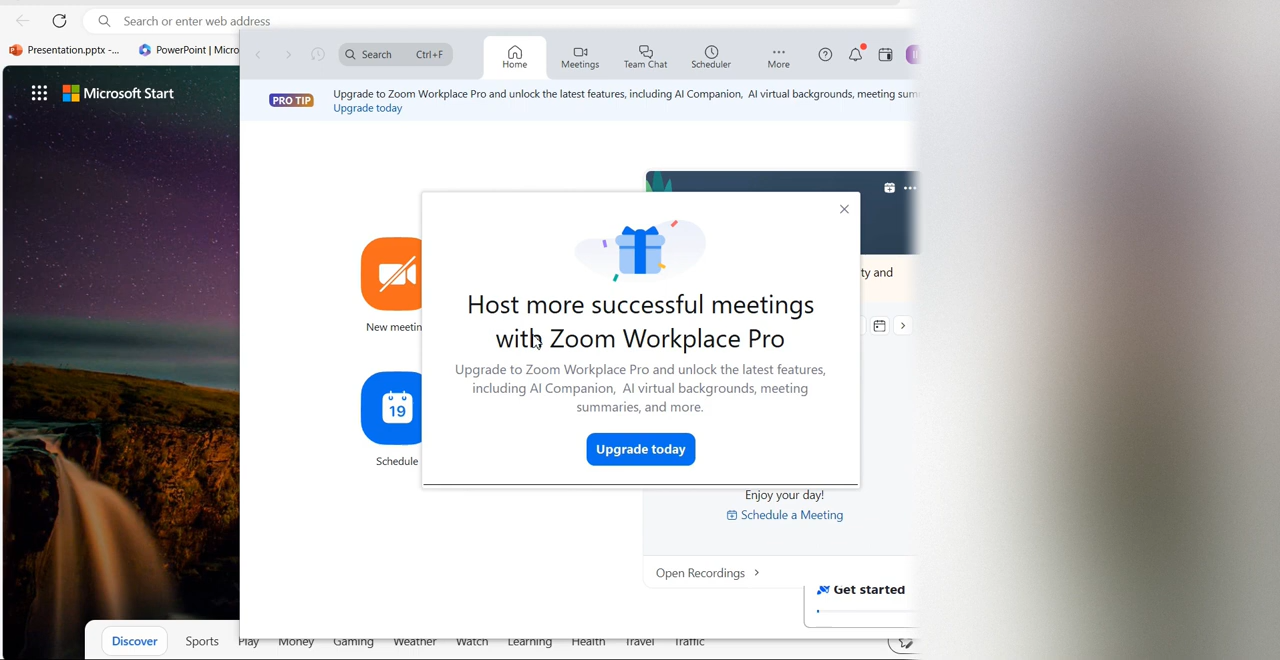 Search or enter web address
Presentation.pptx -...
PowerPoint | Micro
Search Ctrl+F
Home
Meetings
Team Chat
Scheduler
More
Microsoft Start
PRO TIP
Upgrade to Zoom Workplace Pro and unlock the latest features, including AI Companion, AI virtual backgrounds, meeting sum
Upgrade today
Host more successful meetings
with Zoom Workplace Pro
Upgrade to Zoom Workplace Pro and unlock the latest features,
including AI Companion, AI virtual backgrounds, meeting
summaries, and more.
Upgrade today
ty and
New meetin
19
Schedule
Enjoy your day!
Schedule a Meeting
Open Recordings
Get started
Discover
Sports
Play
Money
Gaming
Weather
Watch
Learning
Health
Travel
Traffic